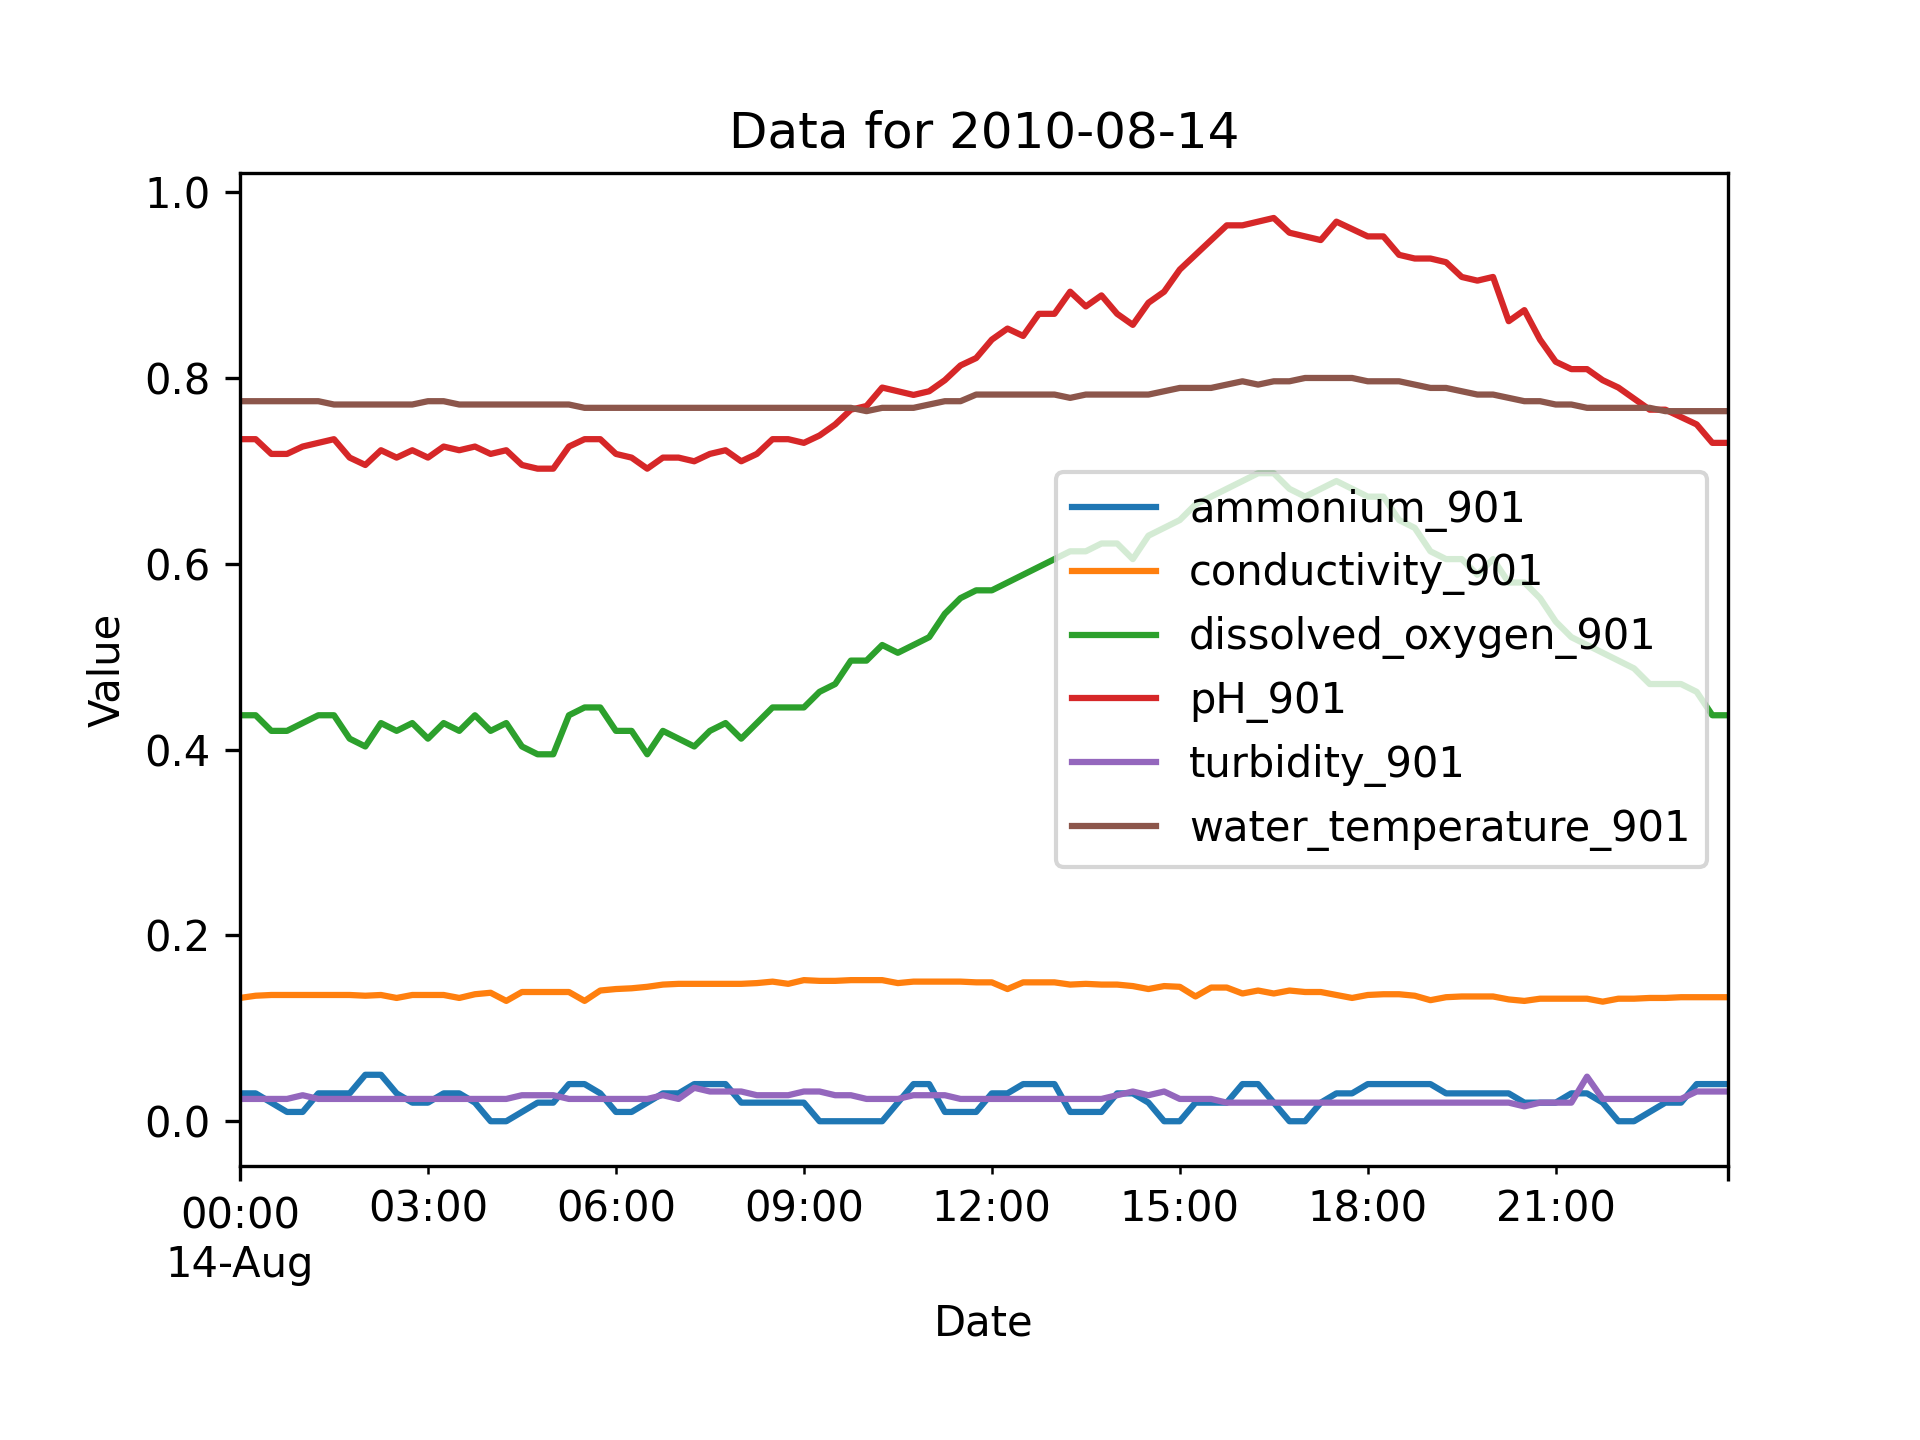 Data for 2010-08-14
1.0
0.8
0.6
0.4
0.2
0.0
Value
ammonium_901
conductivity_901
dissolved_oxygen_901
pH_901
turbidity_901
water_temperature_901
00:00 03:00 06:00 09:00 12:00 15:00 18:00 21:00
14-Aug
Date